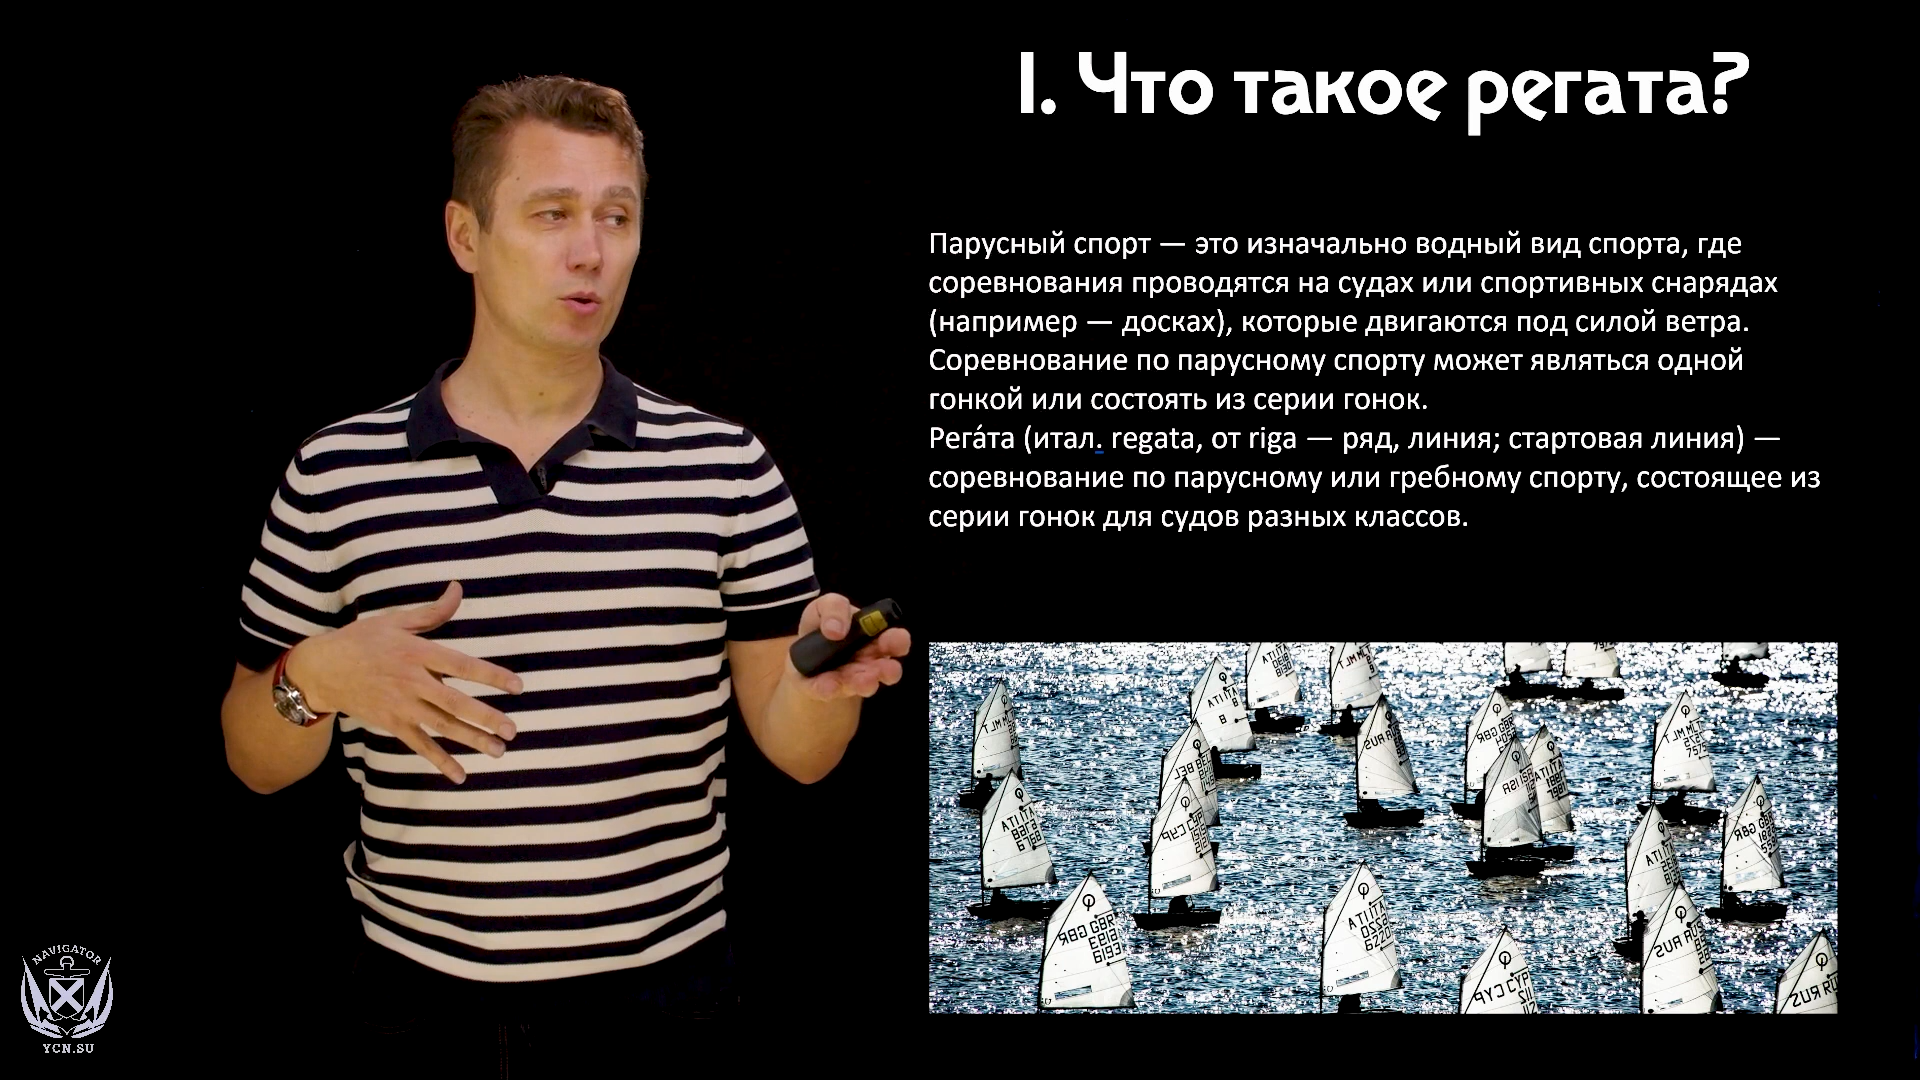 I. Что такое регата?
Парусный спорт — это изначально водный вид спорта, где
соревнования проводятся на судах или спортивных снарядах
(например — досках), которые двигаются под силой ветра.
Соревнование по парусному спорту может являться одной
гонкой или состоять из серии гонок.
Рега́та (итал. regata, от riga — ряд, линия; стартовая линия) —
соревнование по парусному или гребному спорту, состоящее из
серии гонок для судов разных классов.
NAVIGATOR
YCN.SU